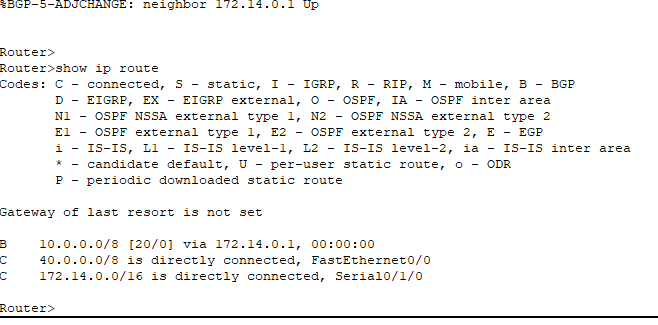 %BGP-5-ADJCHANGE: neighbor 172.14.0.1 Up
Router>
Router>show ip route
Codes: C - connected, S - static, I - IGRP, R - RIP, M - mobile, B - BGP
D - EIGRP, EX - EIGRP external, O - OSPF, IA - OSPF inter area
N1 - OSPF NSSA external type 1, N2 - OSPF NSSA external type 2
E1 - OSPF external type 1, E2 - OSPF external type 2, E - EGP
i - IS-IS, L1 - IS-IS level-1, L2 - IS-IS level-2, ia - IS-IS inter area
* - candidate default, U - per-user static route, o - ODR
P - periodic downloaded static route
Gateway of last resort is not set
B 10.0.0.0/8 [20/0] via 172.14.0.1, 00:00:00
C 40.0.0.0/8 is directly connected, FastEthernet0/0
C 172.14.0.0/16 is directly connected, Serial0/1/0
Router>